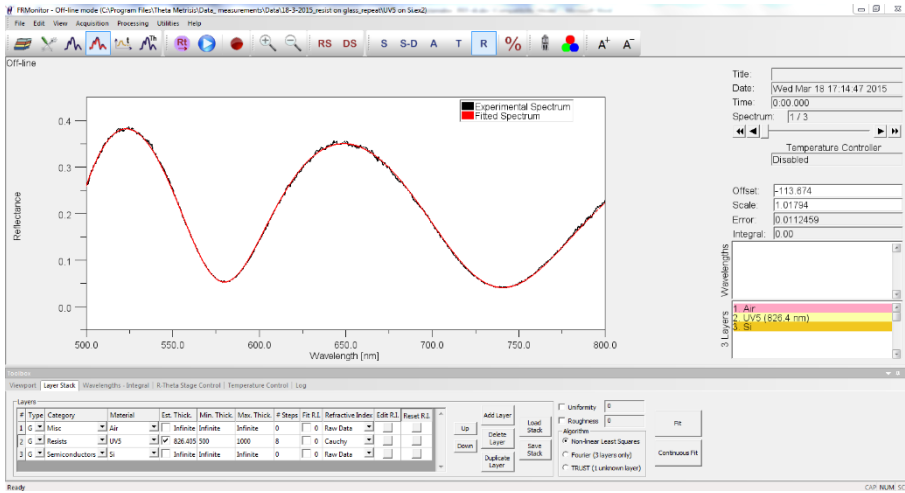 FRMonitor - Off-line mode (C:\Program Files\Theta Metrisis\Data_measurements\Data\18-3-2015_resist on glass_repeat\UV5 on Si.ex2)
File Edit View Acquisition Processing Utilities Help
Rt RS DS S S-D A T R % A+ A-
Off-line
Title:
Date: Wed Mar 18 17:14:47 2015
Time: 0:00.000
Spectrum: 1 / 3
Temperature Controller
Disabled
Offset: -113.674
Scale: 1.01794
Error: 0.0112459
Integral: 0.00
Wavelengths
3 Layers
1. Air
2. UV5 (826.4 nm)
3. Si
Experimental Spectrum
Fitted Spectrum
Reflectance
0.4
0.3
0.2
0.1
0.0
500.0 550.0 600.0 650.0 700.0 750.0 800.0
Wavelength [nm]
Toolbox
Viewport Layer Stack Wavelengths - Integral R-Theta Stage Control Temperature Control Log
Layers
# Type Category Material Est. Thick. Min. Thick. Max. Thick. # Steps Fit R.I. Refractive Index Edit R.I. Reset R.I.
1 G Misc Air Infinite Infinite Infinite 0 0 Raw Data
2 G Resists UV5 826.405 500 1000 8 0 Cauchy
3 G Semiconductors Si Infinite Infinite Infinite 0 0 Raw Data
Up
Down
Add Layer
Delete Layer
Duplicate Layer
Load Stack
Save Stack
Uniformity 0
Roughness 0
Algorithm
Non-linear Least Squares
Fourier (3 layers only)
TRUST (1 unknown layer)
Fit
Continuous Fit
Ready
CAP NUM SC